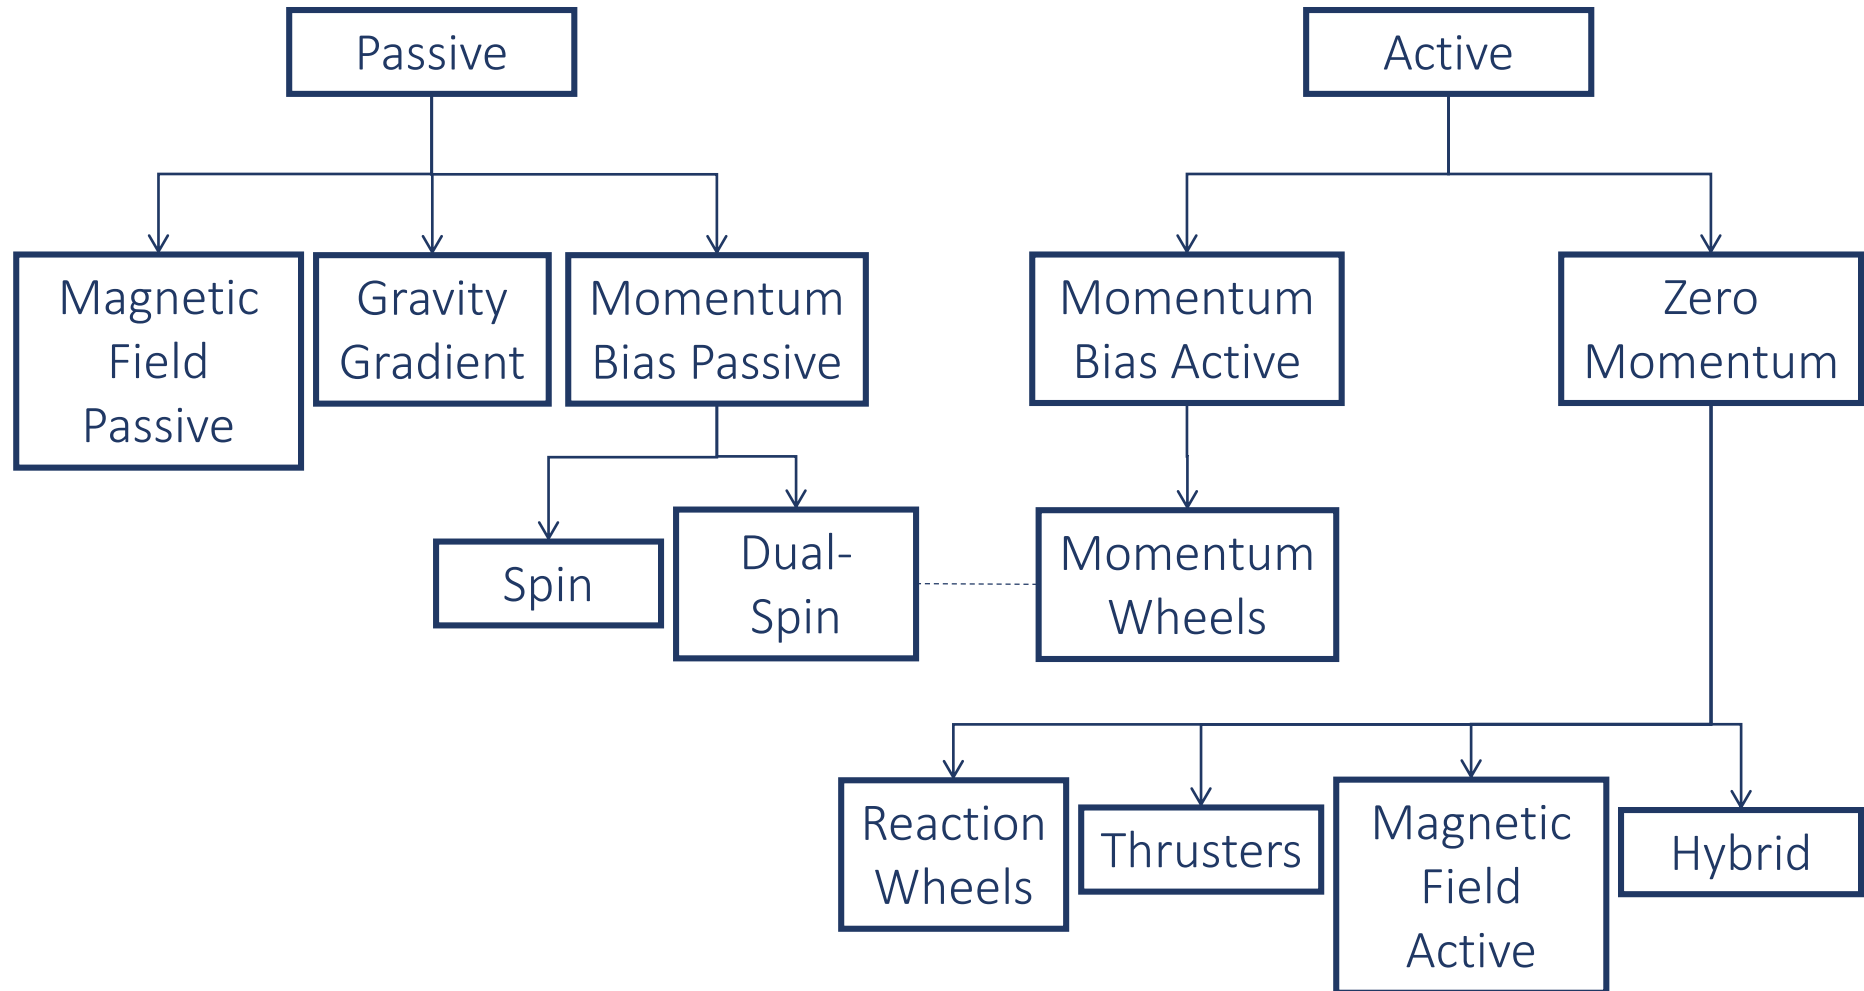 Passive
Active
Magnetic
Field
Passive
Gravity
Gradient
Momentum
Bias Passive
Momentum
Bias Active
Zero
Momentum
Spin
Dual-
Spin
Momentum
Wheels
Reaction
Wheels
Thrusters
Magnetic
Field
Active
Hybrid